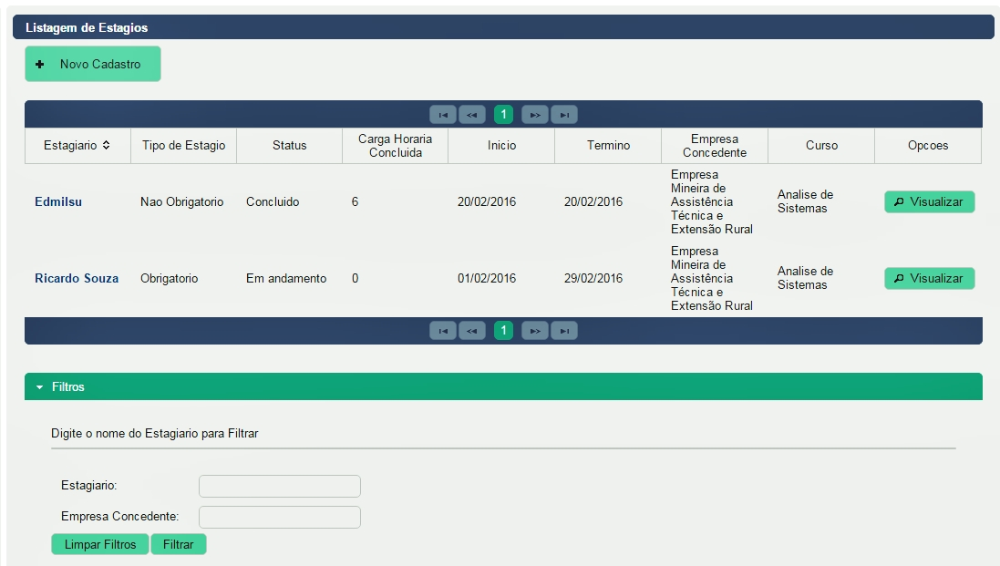 Listagem de Estagios
Novo Cadastro
1
Estagiario Tipo de Estagio Status Carga Horaria Concluida Inicio Termino Empresa Concedente Curso Opcoes
Edmilsu Nao Obrigatorio Concluido 6 20/02/2016 20/02/2016 Empresa Mineira de Assistência Técnica e Extensão Rural Analise de Sistemas Visualizar
Ricardo Souza Obrigatorio Em andamento 0 01/02/2016 29/02/2016 Empresa Mineira de Assistência Técnica e Extensão Rural Analise de Sistemas Visualizar
1
Filtros
Digite o nome do Estagiario para Filtrar
Estagiario:
Empresa Concedente:
Limpar Filtros Filtrar